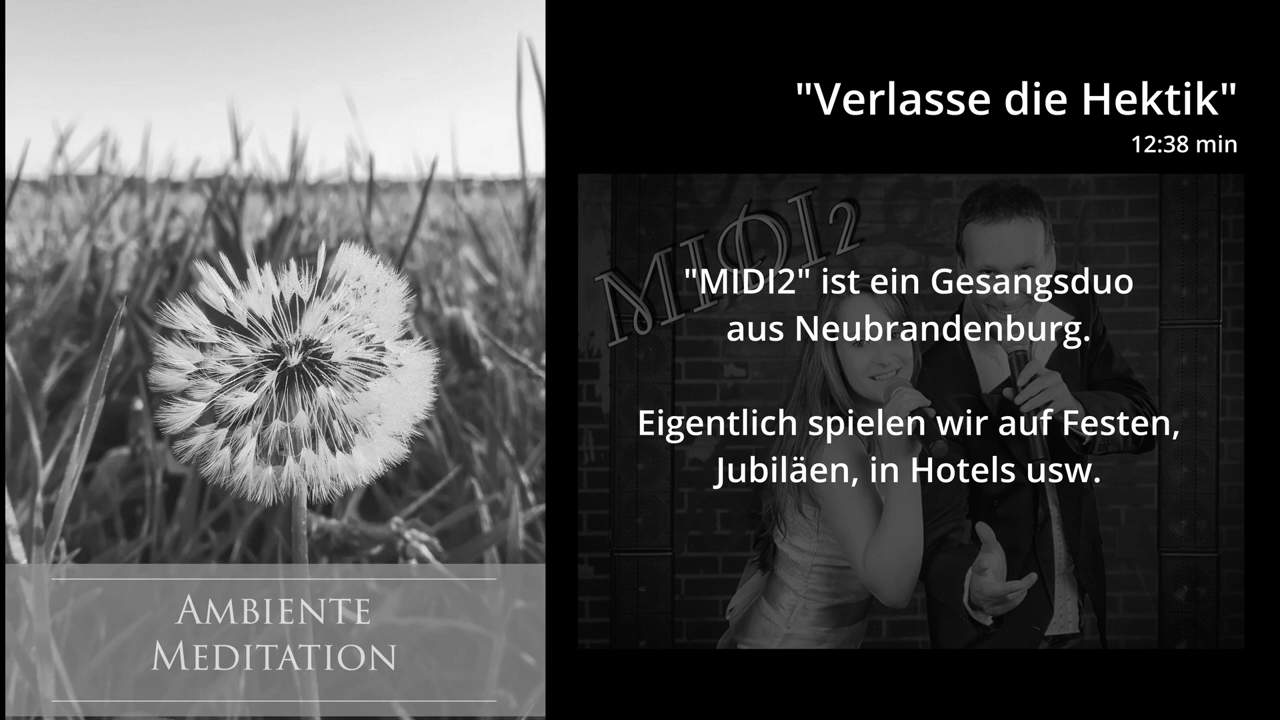 "Verlasse die Hektik"
12:38 min
MIDI2
"MIDI2" ist ein Gesangsduo
aus Neubrandenburg.
Eigentlich spielen wir auf Festen,
Jubiläen, in Hotels usw.
AMBIENTE
MEDITATION